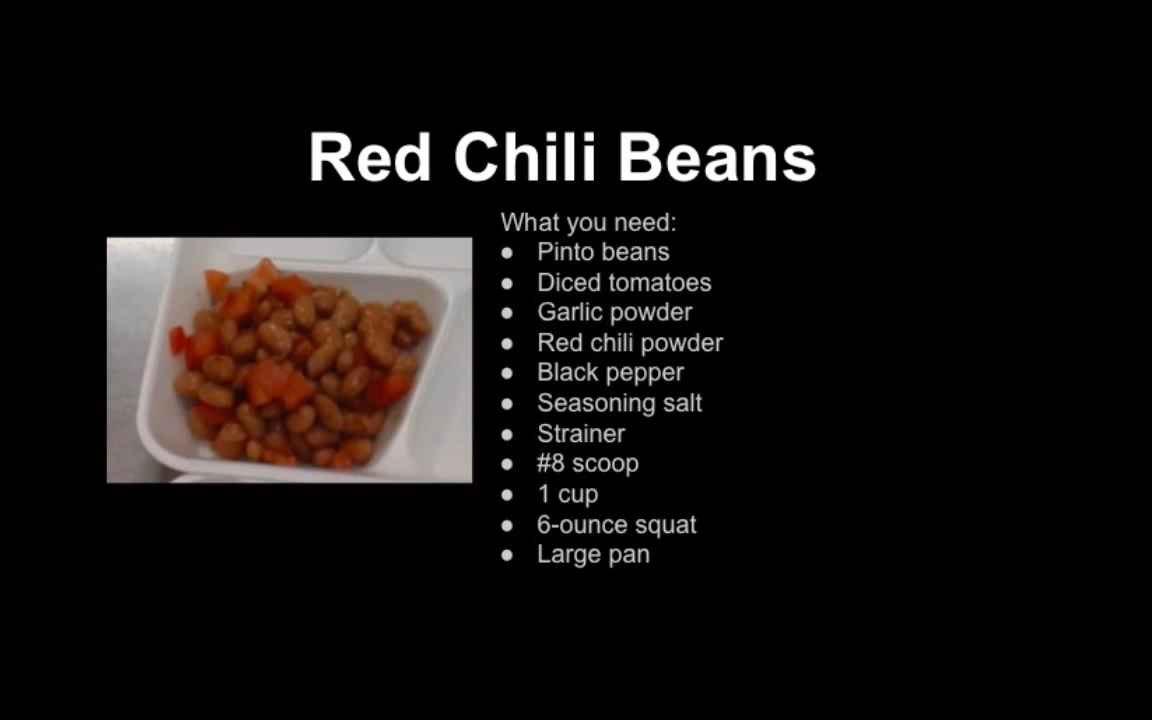 Red Chili Beans
What you need:
● Pinto beans
● Diced tomatoes
● Garlic powder
● Red chili powder
● Black pepper
● Seasoning salt
● Strainer
● #8 scoop
● 1 cup
● 6-ounce squat
● Large pan